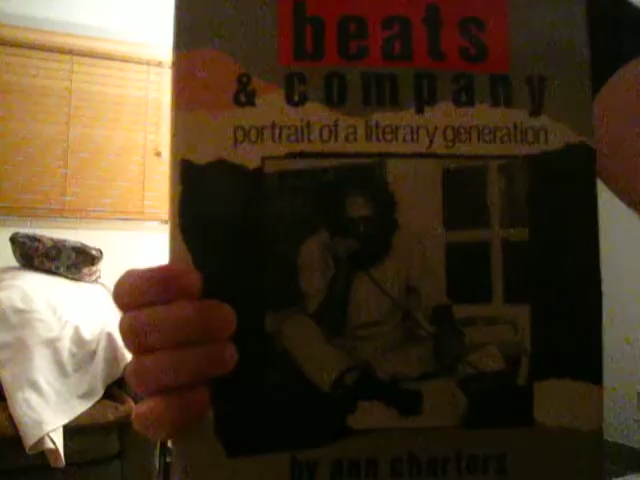 beats
& company
portrait of a literary generation
by ann charters